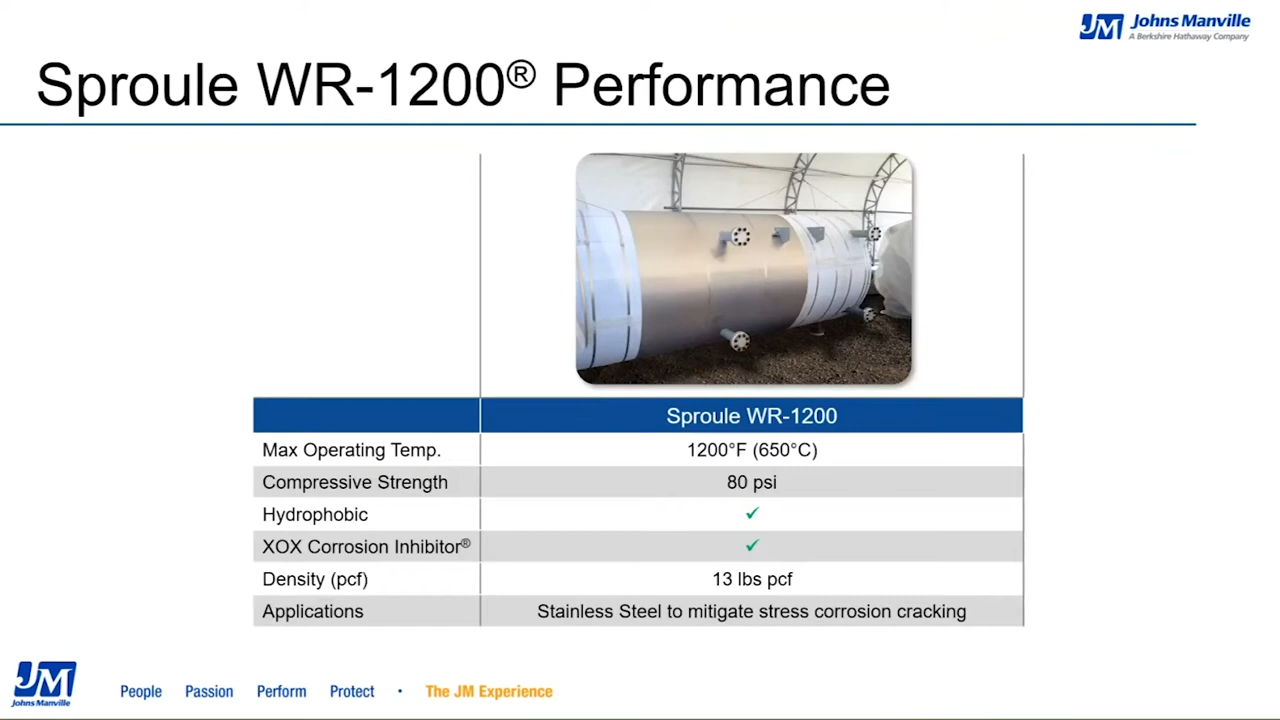 JM Johns Manville
A Berkshire Hathaway Company
Sproule WR-1200® Performance
Sproule WR-1200
Max Operating Temp. 1200°F (650°C)
Compressive Strength 80 psi
Hydrophobic ✓
XOX Corrosion Inhibitor® ✓
Density (pcf) 13 lbs pcf
Applications Stainless Steel to mitigate stress corrosion cracking
JM
Johns Manville
People Passion Perform Protect • The JM Experience